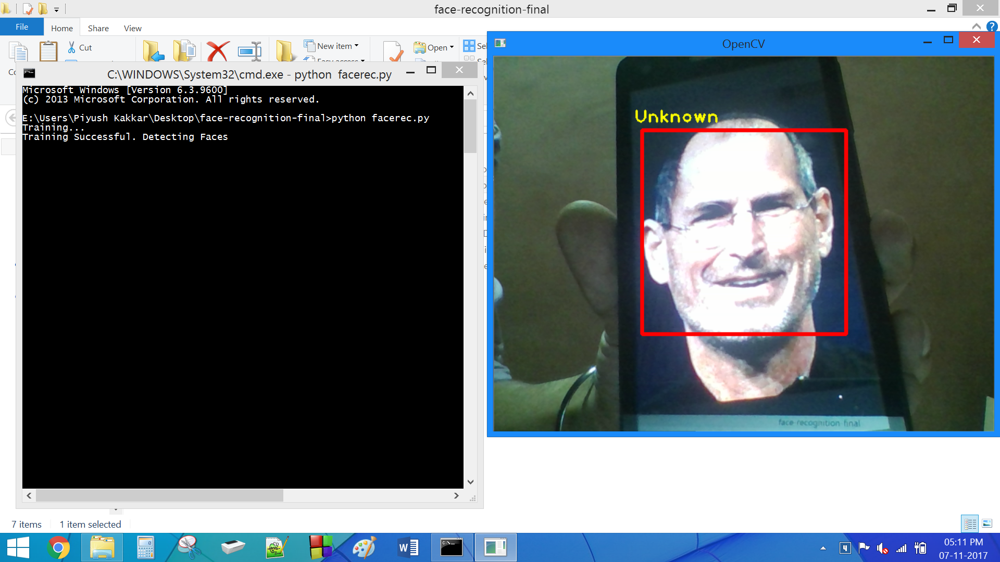 face-recognition-final
File
Home
Share
View
Cut
New item
Easy access
Open
OpenCV
C:\WINDOWS\System32\cmd.exe - python  facerec.py
Microsoft Windows [Version 6.3.9600]
(c) 2013 Microsoft Corporation. All rights reserved.
E:\Users\Piyush Kakkar\Desktop\face-recognition-final>python facerec.py
Training...
Training Successful. Detecting Faces
Unknown
face-recognition-final
7 items
1 item selected
05:11 PM
07-11-2017